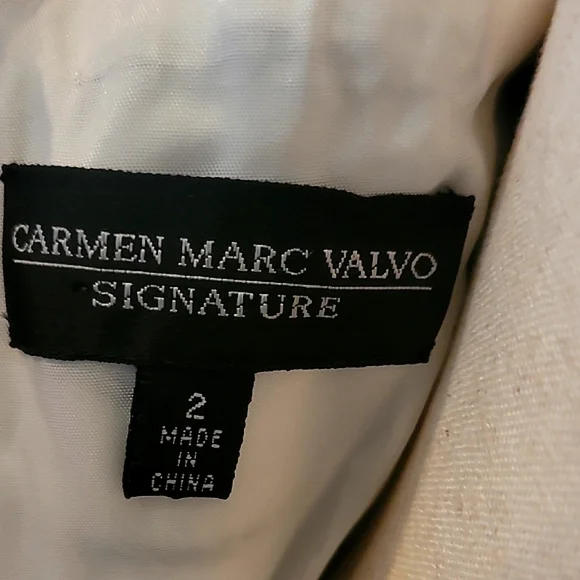 CARMEN MARC VALVO
SIGNATURE
2
MADE
IN
CHINA